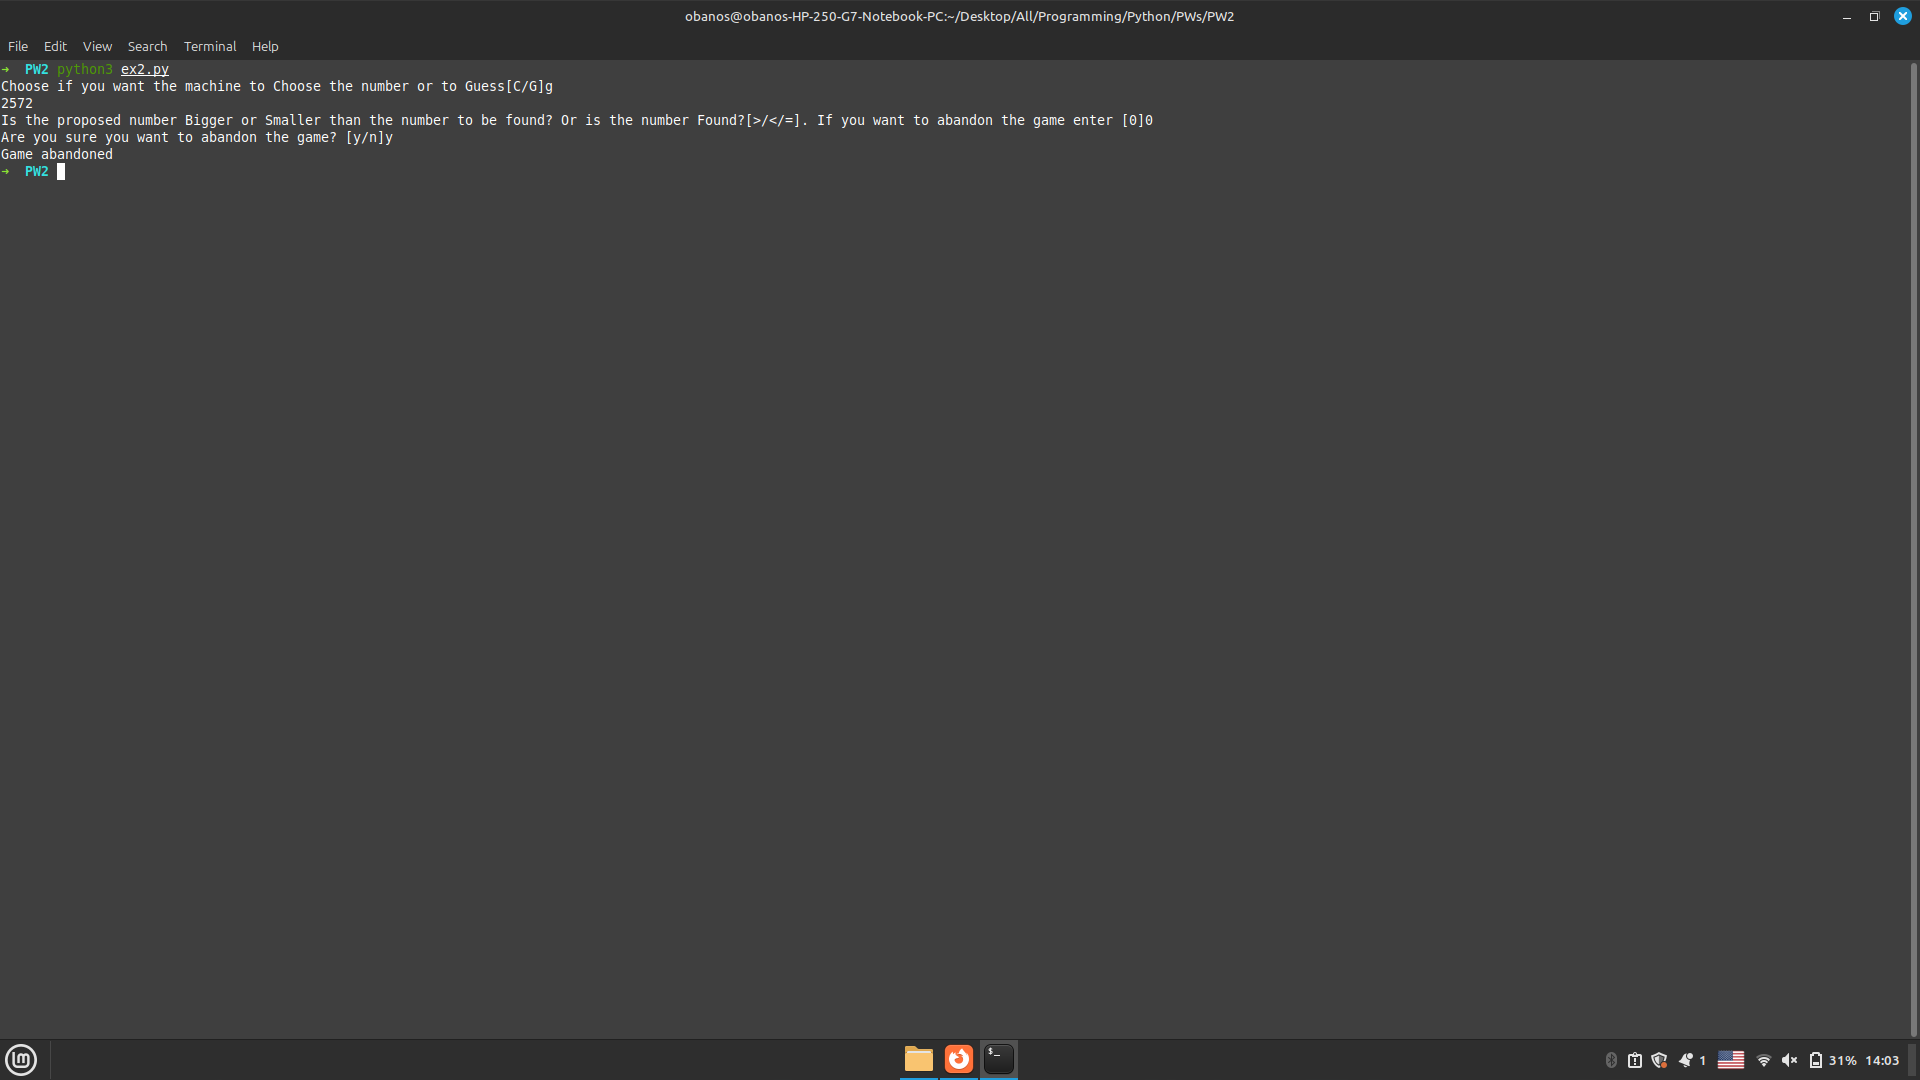 obanos@obanos-HP-250-G7-Notebook-PC:~/Desktop/All/Programming/Python/PWs/PW2
File Edit View Search Terminal Help
➜ PW2 python3 ex2.py
Choose if you want the machine to Choose the number or to Guess[C/G]g
2572
Is the proposed number Bigger or Smaller than the number to be found? Or is the number Found?[>/</=]. If you want to abandon the game enter [0]0
Are you sure you want to abandon the game? [y/n]y
Game abandoned
➜ PW2
1 31% 14:03